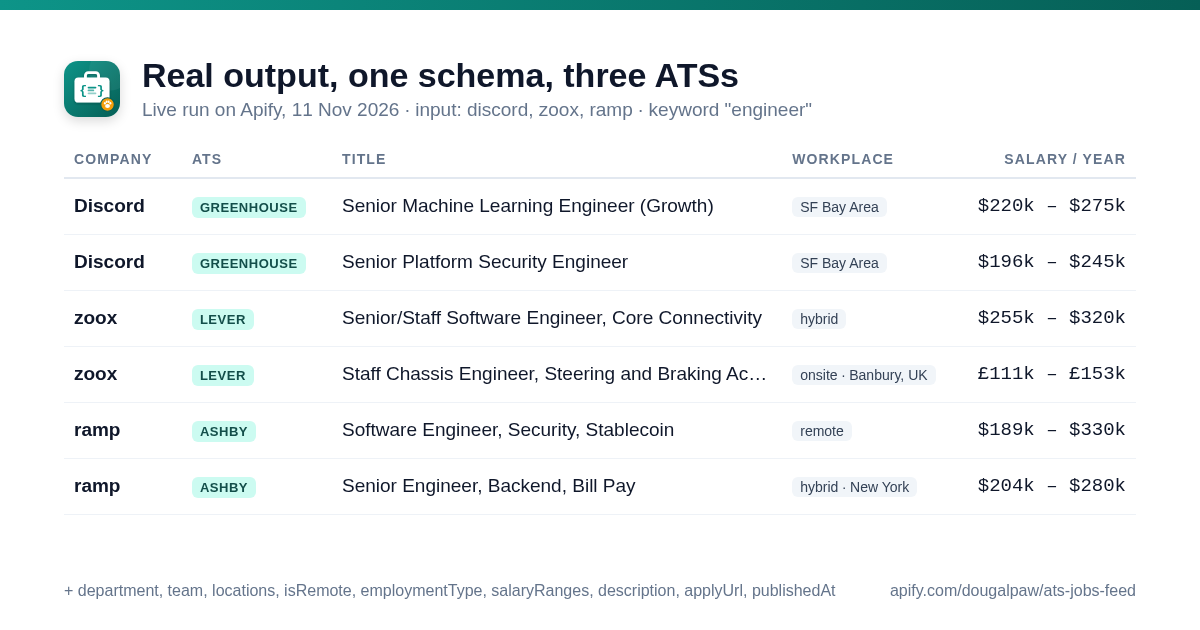 Real output, one schema, three ATSs
Live run on Apify, 11 Nov 2026 · input: discord, zoox, ramp · keyword "engineer"
COMPANY ATS TITLE WORKPLACE SALARY / YEAR
Discord GREENHOUSE Senior Machine Learning Engineer (Growth) SF Bay Area $220k – $275k
Discord GREENHOUSE Senior Platform Security Engineer SF Bay Area $196k – $245k
zoox LEVER Senior/Staff Software Engineer, Core Connectivity hybrid $255k – $320k
zoox LEVER Staff Chassis Engineer, Steering and Braking Ac… onsite · Banbury, UK £111k – £153k
ramp ASHBY Software Engineer, Security, Stablecoin remote $189k – $330k
ramp ASHBY Senior Engineer, Backend, Bill Pay hybrid · New York $204k – $280k
+ department, team, locations, isRemote, employmentType, salaryRanges, description, applyUrl, publishedAt apify.com/dougalpaw/ats-jobs-feed